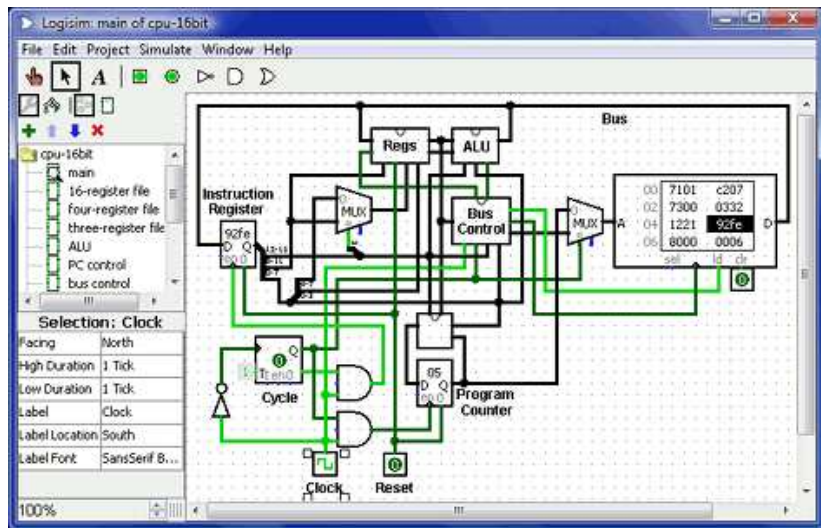 Logisim: main of cpu-16bit
File Edit Project Simulate Window Help
A
cpu-16bit
main
16-register file
four-register file
three-register file
ALU
PC control
bus control
Selection: Clock
Facing North
High Duration 1 Tick
Low Duration 1 Tick
Label Clock
Label Location South
Label Font SansSerif B...
100%
Bus
Regs ALU
Instruction
Register
MUX
Bus
Control
MUX
92fe
D Q
A D
00 7101 c207
02 7300 0332
04 1221 92fe
06 8000 0006
sel ld clr
0
Q
0
1
Cycle
05
D Q
Program
Counter
Clock Reset
0